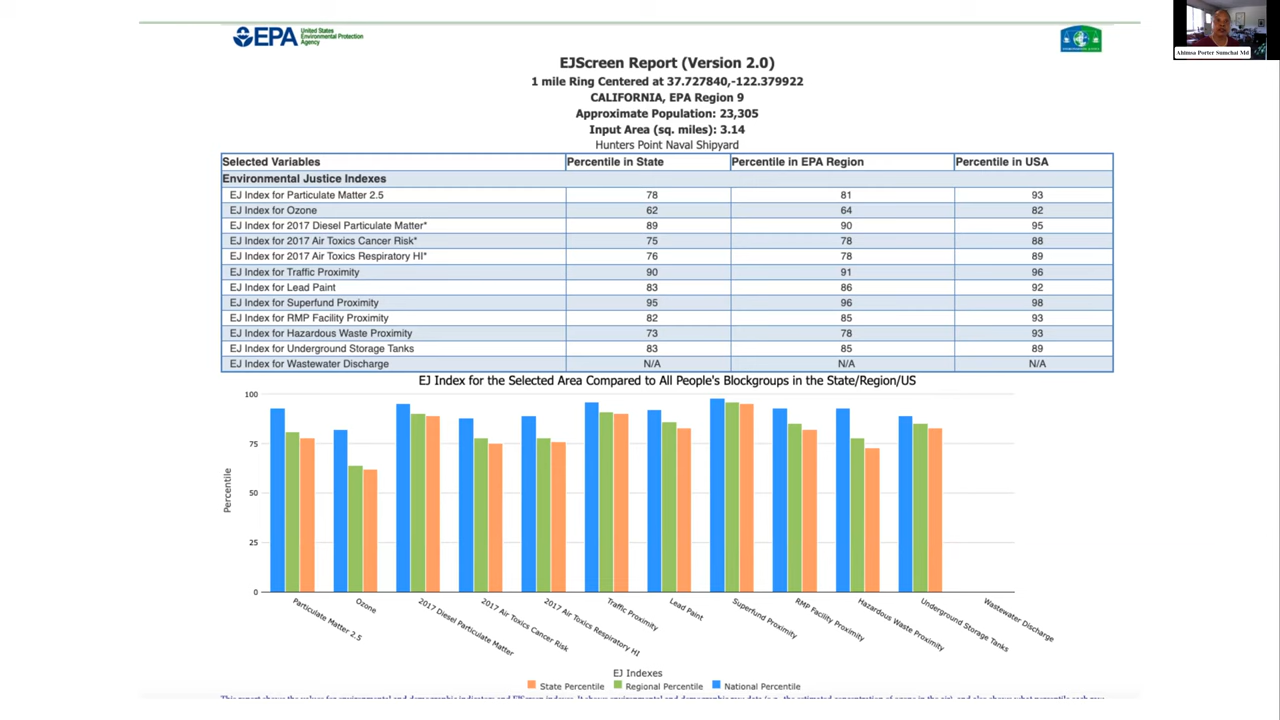 EPA United States
Environmental Protection
Agency
Ahimsa Porter Sumchai Md
EJScreen Report (Version 2.0)
1 mile Ring Centered at 37.727840,-122.379922
CALIFORNIA, EPA Region 9
Approximate Population: 23,305
Input Area (sq. miles): 3.14
Hunters Point Naval Shipyard
Selected Variables Percentile in State Percentile in EPA Region Percentile in USA
Environmental Justice Indexes
EJ Index for Particulate Matter 2.5 78 81 93
EJ Index for Ozone 62 64 82
EJ Index for 2017 Diesel Particulate Matter* 89 90 95
EJ Index for 2017 Air Toxics Cancer Risk* 75 78 88
EJ Index for 2017 Air Toxics Respiratory HI* 76 78 89
EJ Index for Traffic Proximity 90 91 96
EJ Index for Lead Paint 83 86 92
EJ Index for Superfund Proximity 95 96 98
EJ Index for RMP Facility Proximity 82 85 93
EJ Index for Hazardous Waste Proximity 73 78 93
EJ Index for Underground Storage Tanks 83 85 89
EJ Index for Wastewater Discharge N/A N/A N/A
EJ Index for the Selected Area Compared to All People's Blockgroups in the State/Region/US
100
75
50
25
0
Percentile
Particulate Matter 2.5
Ozone
2017 Diesel Particulate Matter
2017 Air Toxics Cancer Risk
2017 Air Toxics Respiratory HI
Traffic Proximity
Lead Paint
Superfund Proximity
RMP Facility Proximity
Hazardous Waste Proximity
Underground Storage Tanks
Wastewater Discharge
EJ Indexes
State Percentile Regional Percentile National Percentile